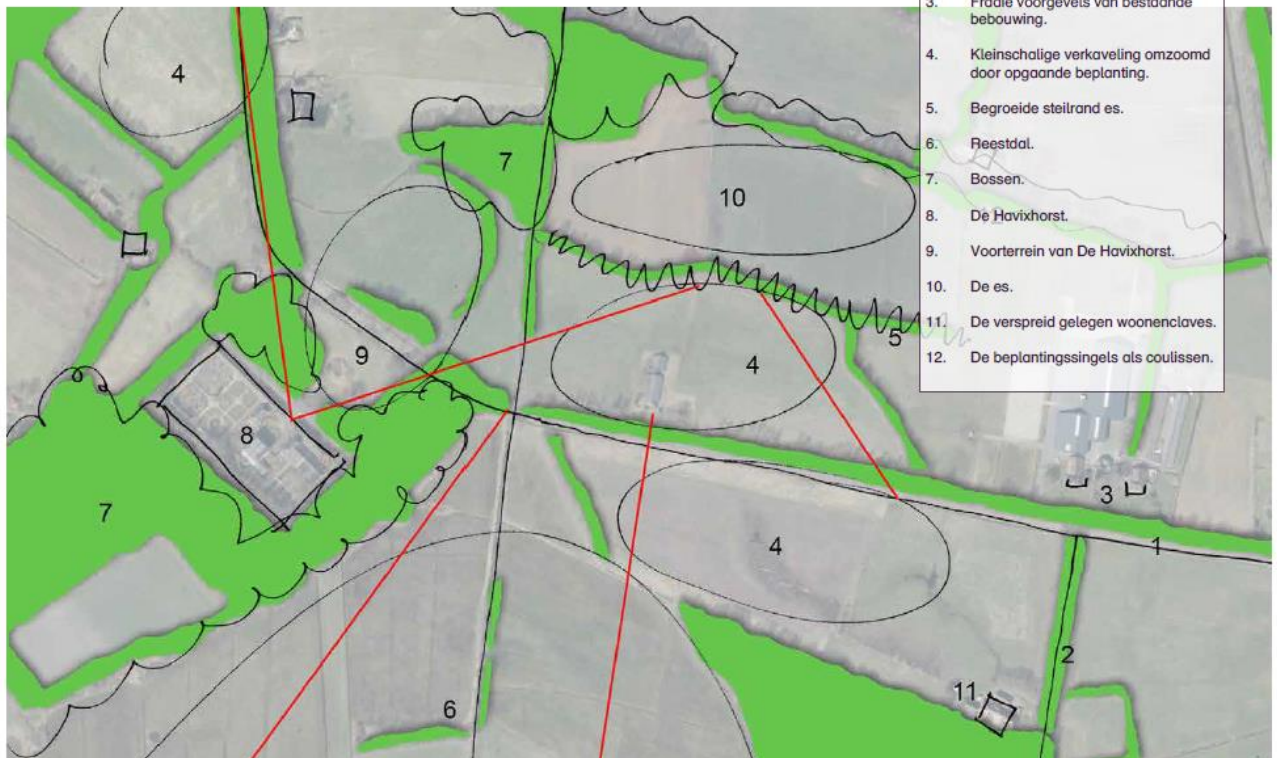 3. Fraaie voorgevels van bestaande
bebouwing.
4. Kleinschalige verkaveling omzoomd
door opgaande beplanting.
5. Begroeide steilrand es.
6. Reestdal.
7. Bossen.
8. De Havixhorst.
9. Voorterrein van De Havixhorst.
10. De es.
11. De verspreid gelegen woonenclaves.
12. De beplantingssingels als coulissen.
4
7
10
9
4
5
8
7
3
4
1
2
11
6